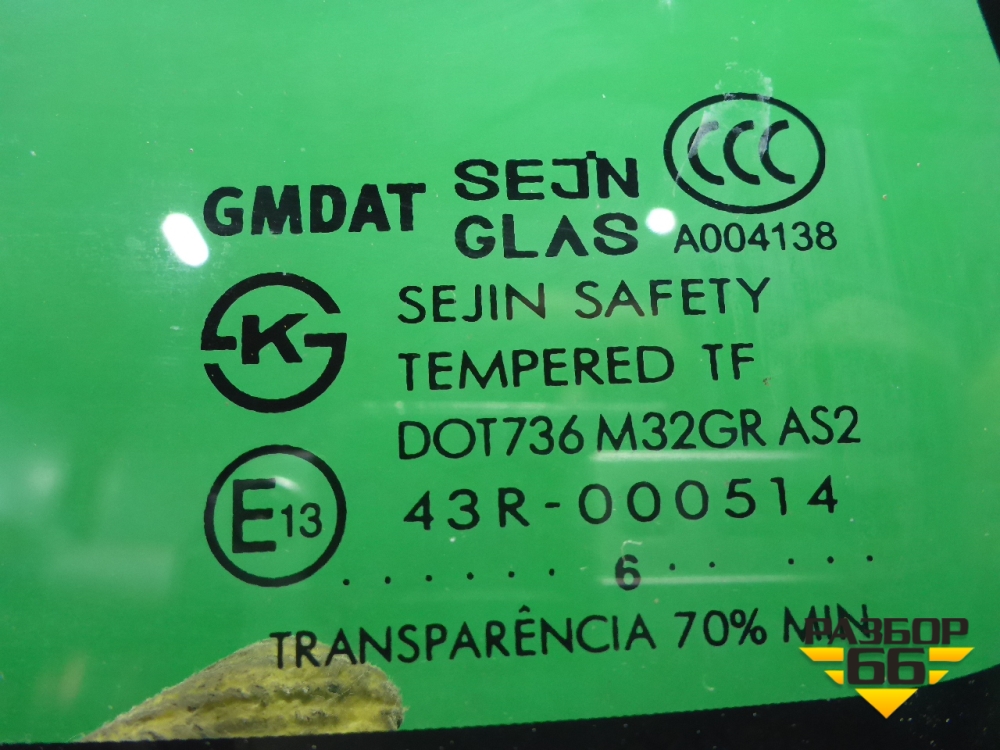 GMDAT SEJIN
GLAS
CCC
A004138
K
SEJIN SAFETY
TEMPERED TF
DOT736 M32GR AS2
E13 43R-000514
. . . . . . 6 . . . . .
TRANSPARÊNCIA 70% MIN
РАЗБОР
66